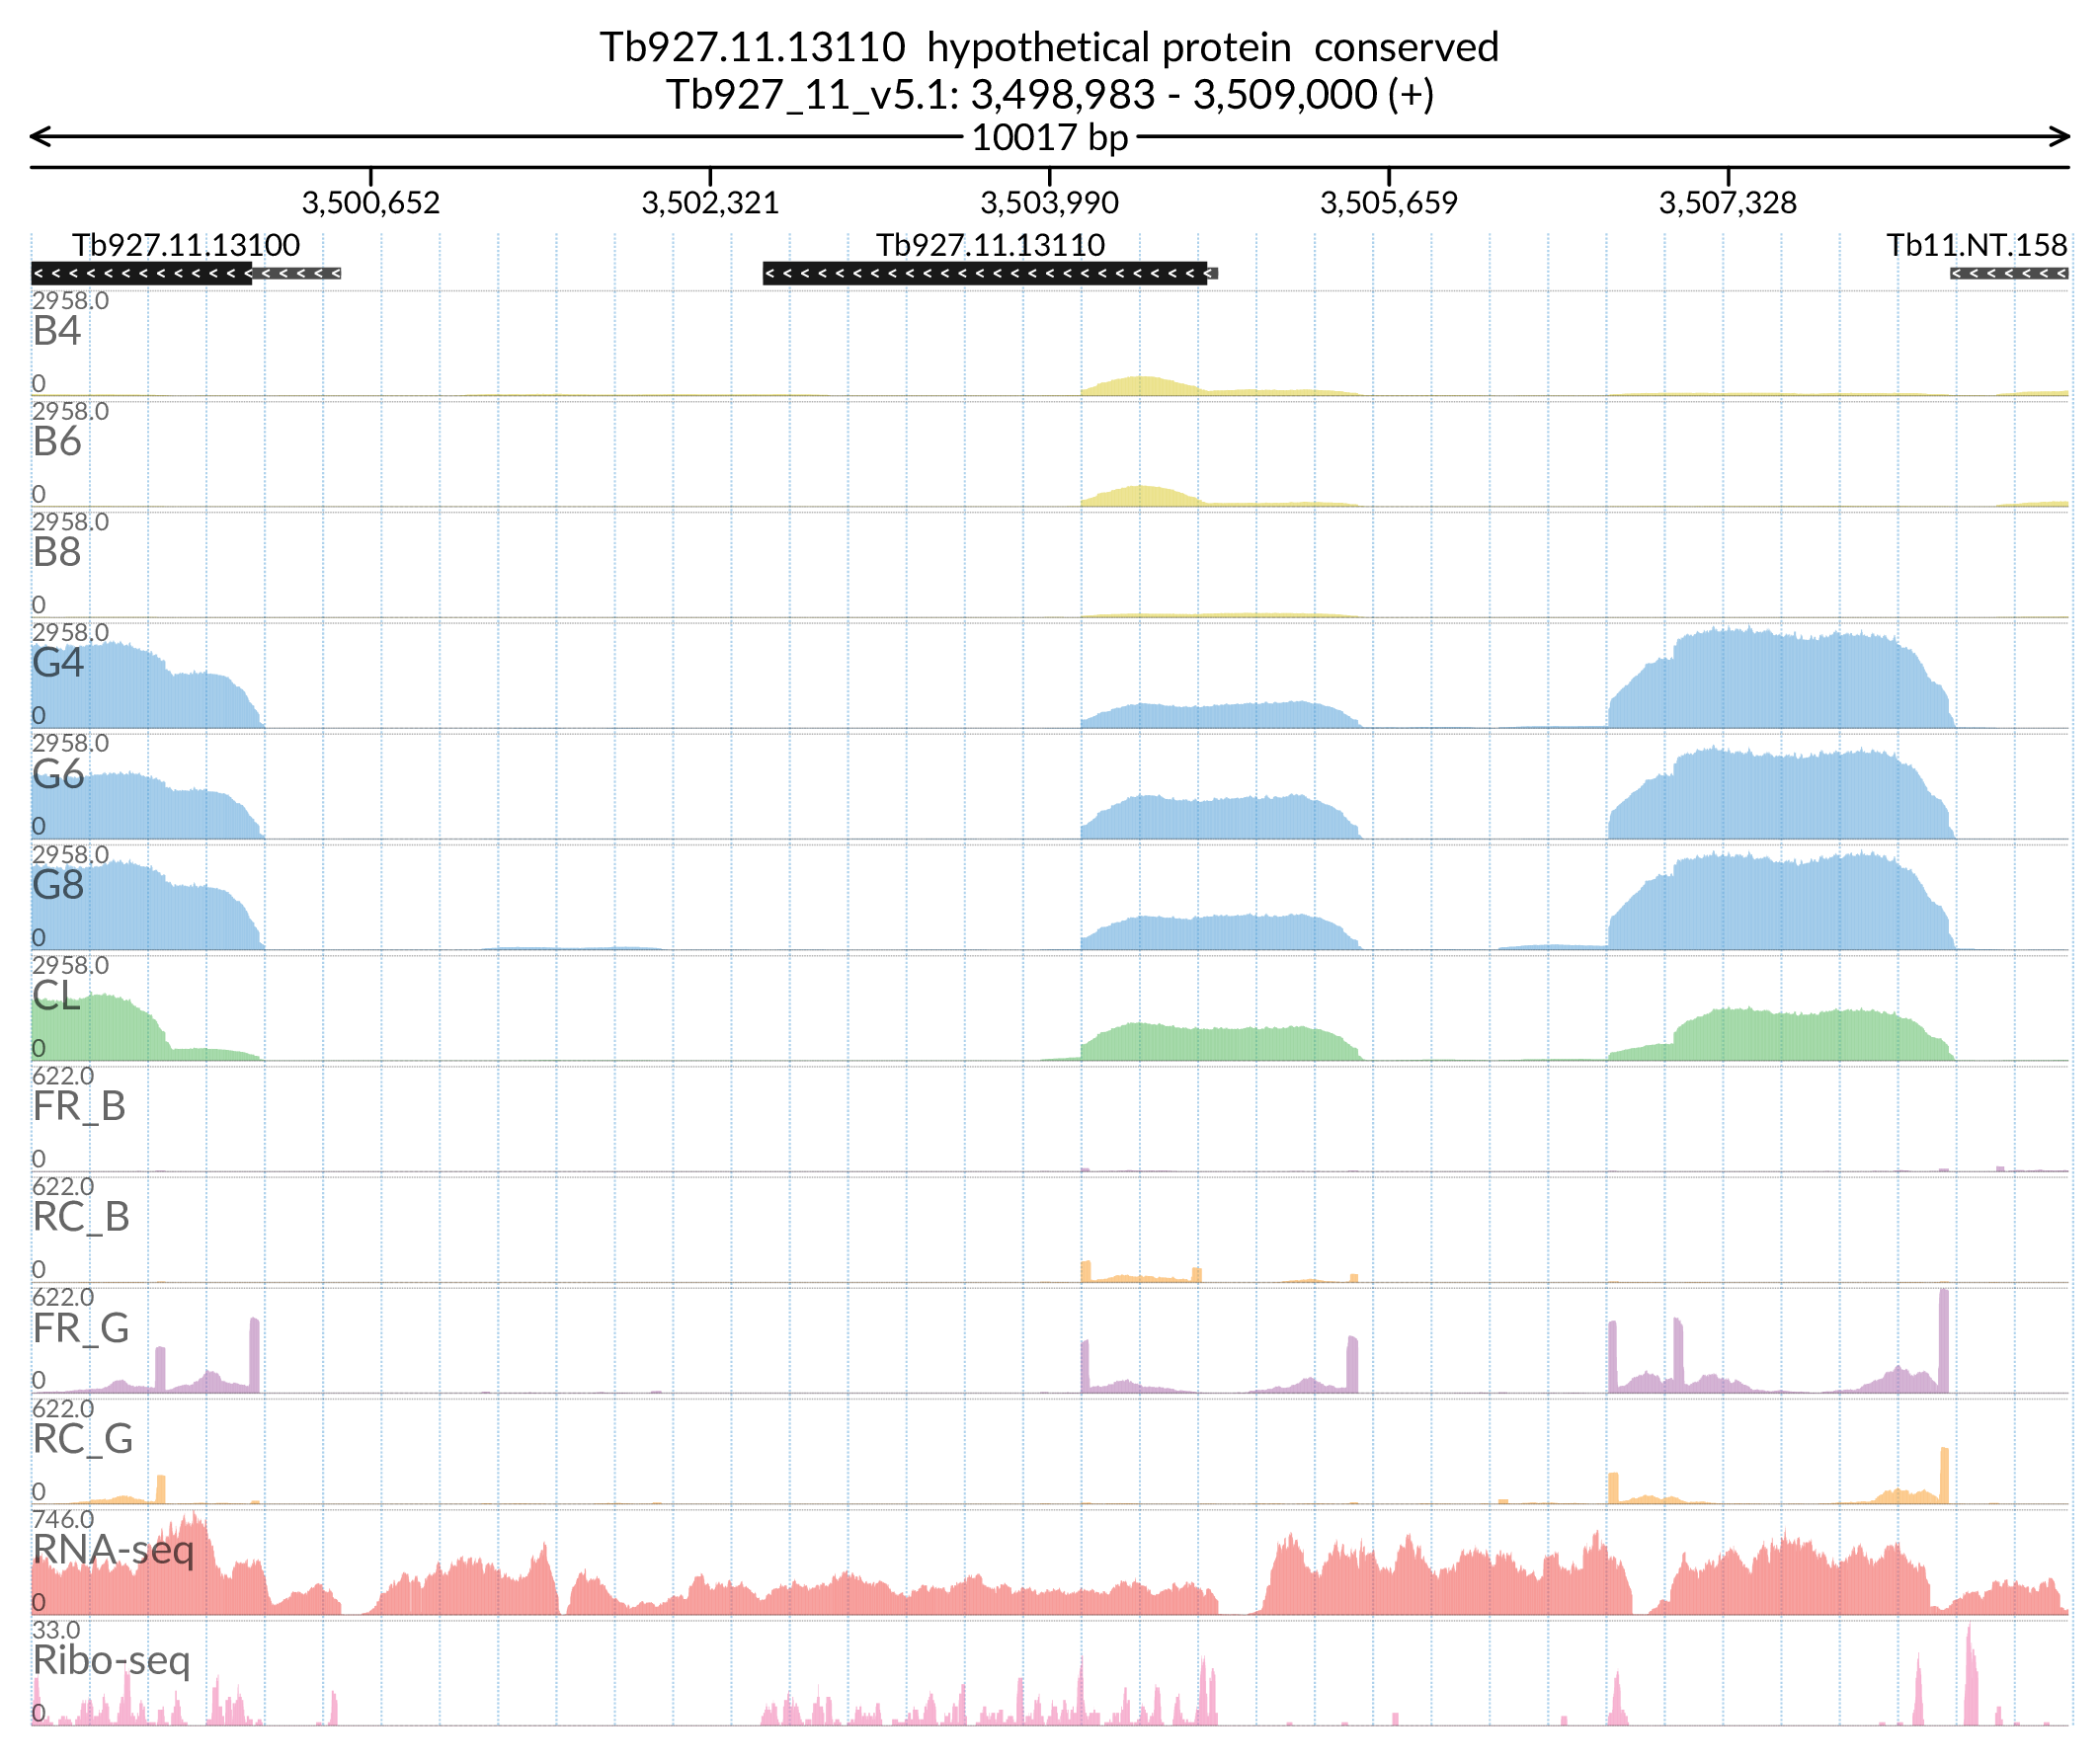 Tb927.11.13110 hypothetical protein conserved
Tb927_11_v5.1: 3,498,983 - 3,509,000 (+)
10017 bp
3,500,652 3,502,321 3,503,990 3,505,659 3,507,328
Tb927.11.13100 Tb927.11.13110 Tb11.NT.158
2958.0
B4
0
2958.0
B6
0
2958.0
B8
0
2958.0
G4
0
2958.0
G6
0
2958.0
G8
0
2958.0
CL
0
622.0
FR_B
0
622.0
RC_B
0
622.0
FR_G
0
622.0
RC_G
0
746.0
RNA-seq
0
33.0
Ribo-seq
0